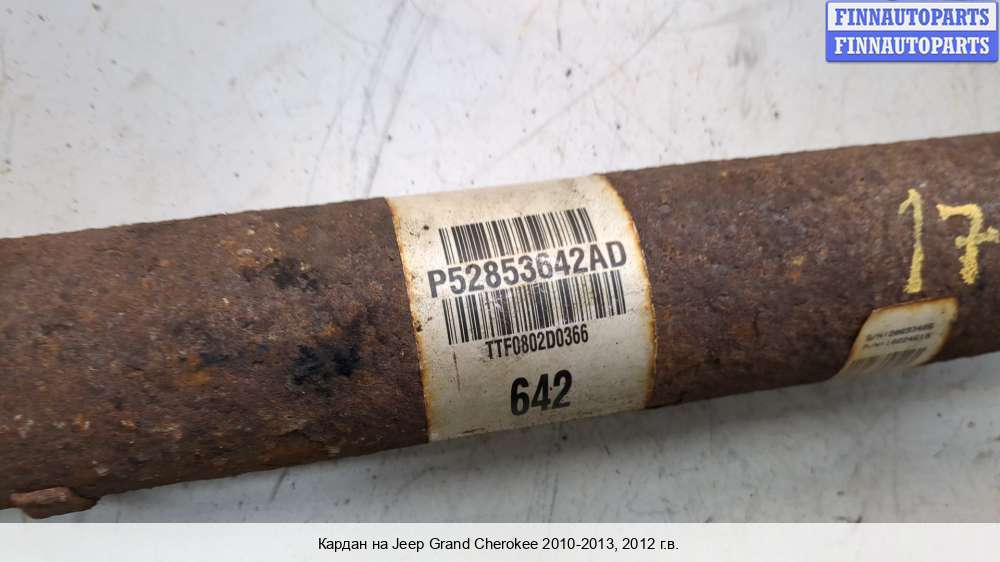 FINNAUTOPARTS
FINNAUTOPARTS
P52853642AD
TTF0802D0366
642
17
Кардан на Jeep Grand Cherokee 2010-2013, 2012 г.в.